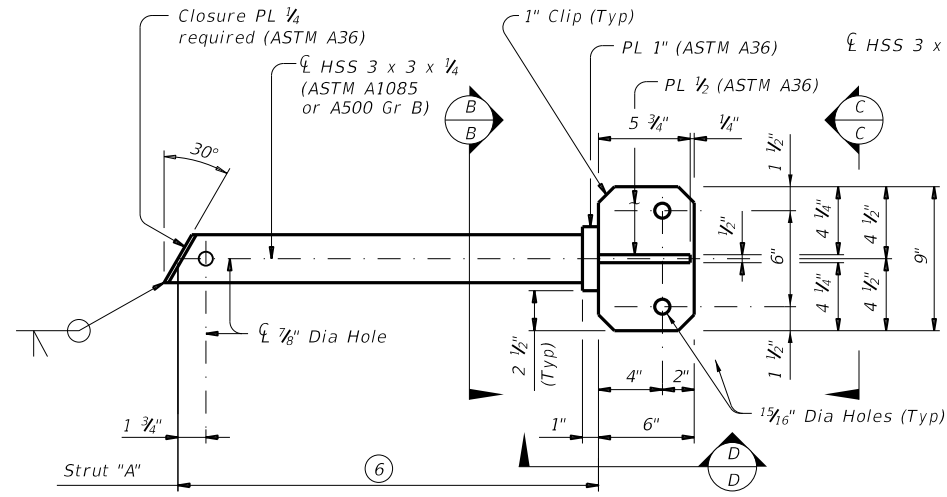 Closure PL 1/4
required (ASTM A36)
℄ HSS 3 x 3 x 1/4
(ASTM A1085
or A500 Gr B)
1" Clip (Typ)
PL 1" (ASTM A36)
PL 1/2 (ASTM A36)
℄ HSS 3 x
B
B
C
C
5 3/4"
1/4"
1 1/2"
30°
1/2"
6"
4 1/4"
4 1/2"
9"
4 1/4"
4 1/2"
1 1/2"
℄ 7/8" Dia Hole
2 1/2"
(Typ)
4"
2"
15/16" Dia Holes (Typ)
1 3/4"
1"
6"
D
D
Strut "A"
6